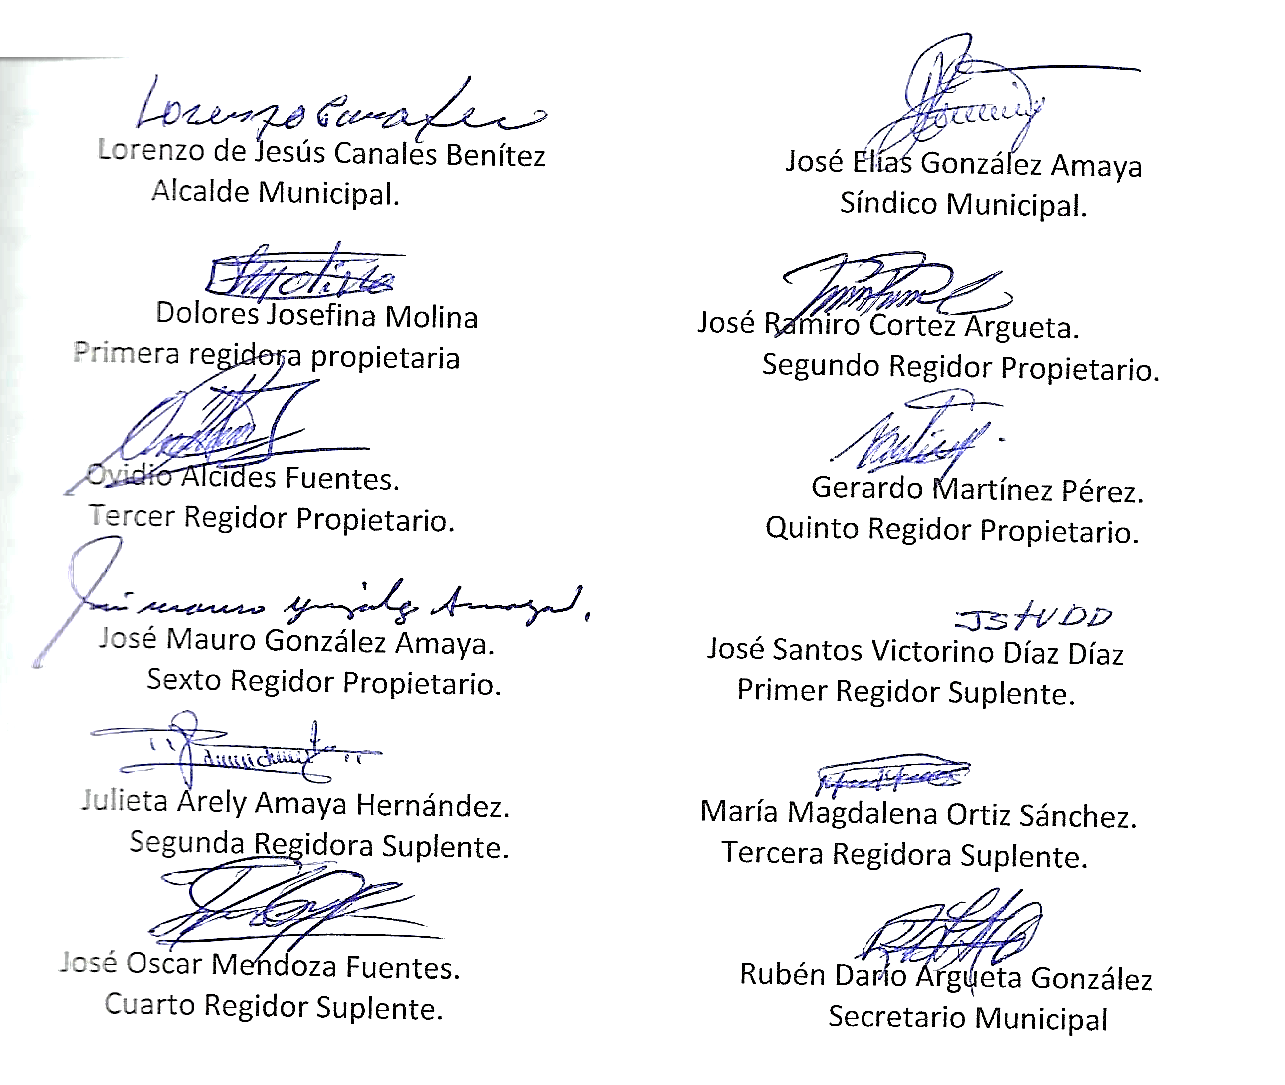 Lorenzo Canales
Lorenzo de Jesús Canales Benítez
Alcalde Municipal.
José Elías González Amaya
Síndico Municipal.
Dolores Josefina Molina
Primera regidora propietaria
José Ramiro Cortez Argueta.
Segundo Regidor Propietario.
Ovidio Alcides Fuentes.
Tercer Regidor Propietario.
Gerardo Martínez Pérez.
Quinto Regidor Propietario.
José Mauro González Amaya.
Sexto Regidor Propietario.
JStVDD
José Santos Victorino Díaz Díaz
Primer Regidor Suplente.
Julieta Arely Amaya Hernández.
Segunda Regidora Suplente.
María Magdalena Ortiz Sánchez.
Tercera Regidora Suplente.
José Oscar Mendoza Fuentes.
Cuarto Regidor Suplente.
Rubén Darío Argueta González
Secretario Municipal